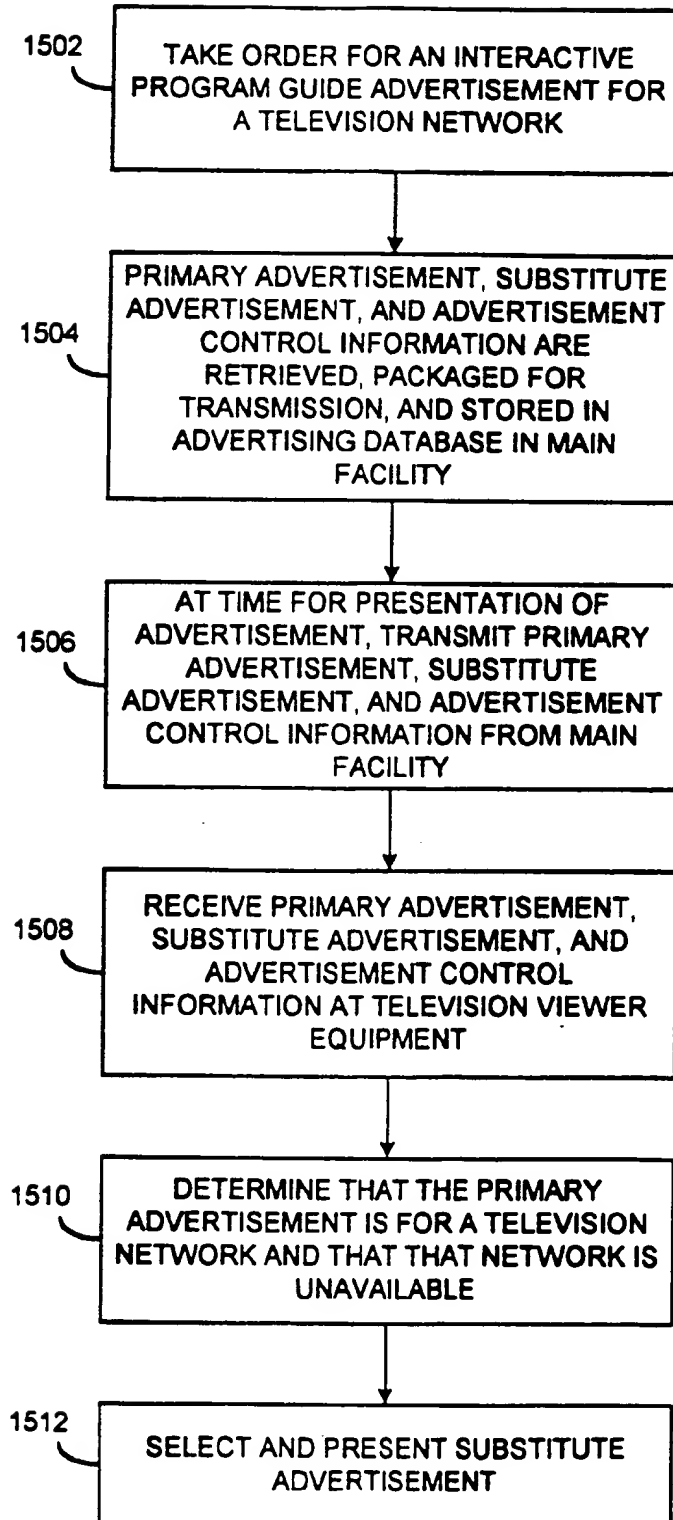 1502
TAKE ORDER FOR AN INTERACTIVE
PROGRAM GUIDE ADVERTISEMENT FOR
A TELEVISION NETWORK
1504
PRIMARY ADVERTISEMENT, SUBSTITUTE
ADVERTISEMENT, AND ADVERTISEMENT
CONTROL INFORMATION ARE
RETRIEVED, PACKAGED FOR
TRANSMISSION, AND STORED IN
ADVERTISING DATABASE IN MAIN
FACILITY
1506
AT TIME FOR PRESENTATION OF
ADVERTISEMENT, TRANSMIT PRIMARY
ADVERTISEMENT, SUBSTITUTE
ADVERTISEMENT, AND ADVERTISEMENT
CONTROL INFORMATION FROM MAIN
FACILITY
1508
RECEIVE PRIMARY ADVERTISEMENT,
SUBSTITUTE ADVERTISEMENT, AND
ADVERTISEMENT CONTROL
INFORMATION AT TELEVISION VIEWER
EQUIPMENT
1510
DETERMINE THAT THE PRIMARY
ADVERTISEMENT IS FOR A TELEVISION
NETWORK AND THAT THAT NETWORK IS
UNAVAILABLE
1512
SELECT AND PRESENT SUBSTITUTE
ADVERTISEMENT